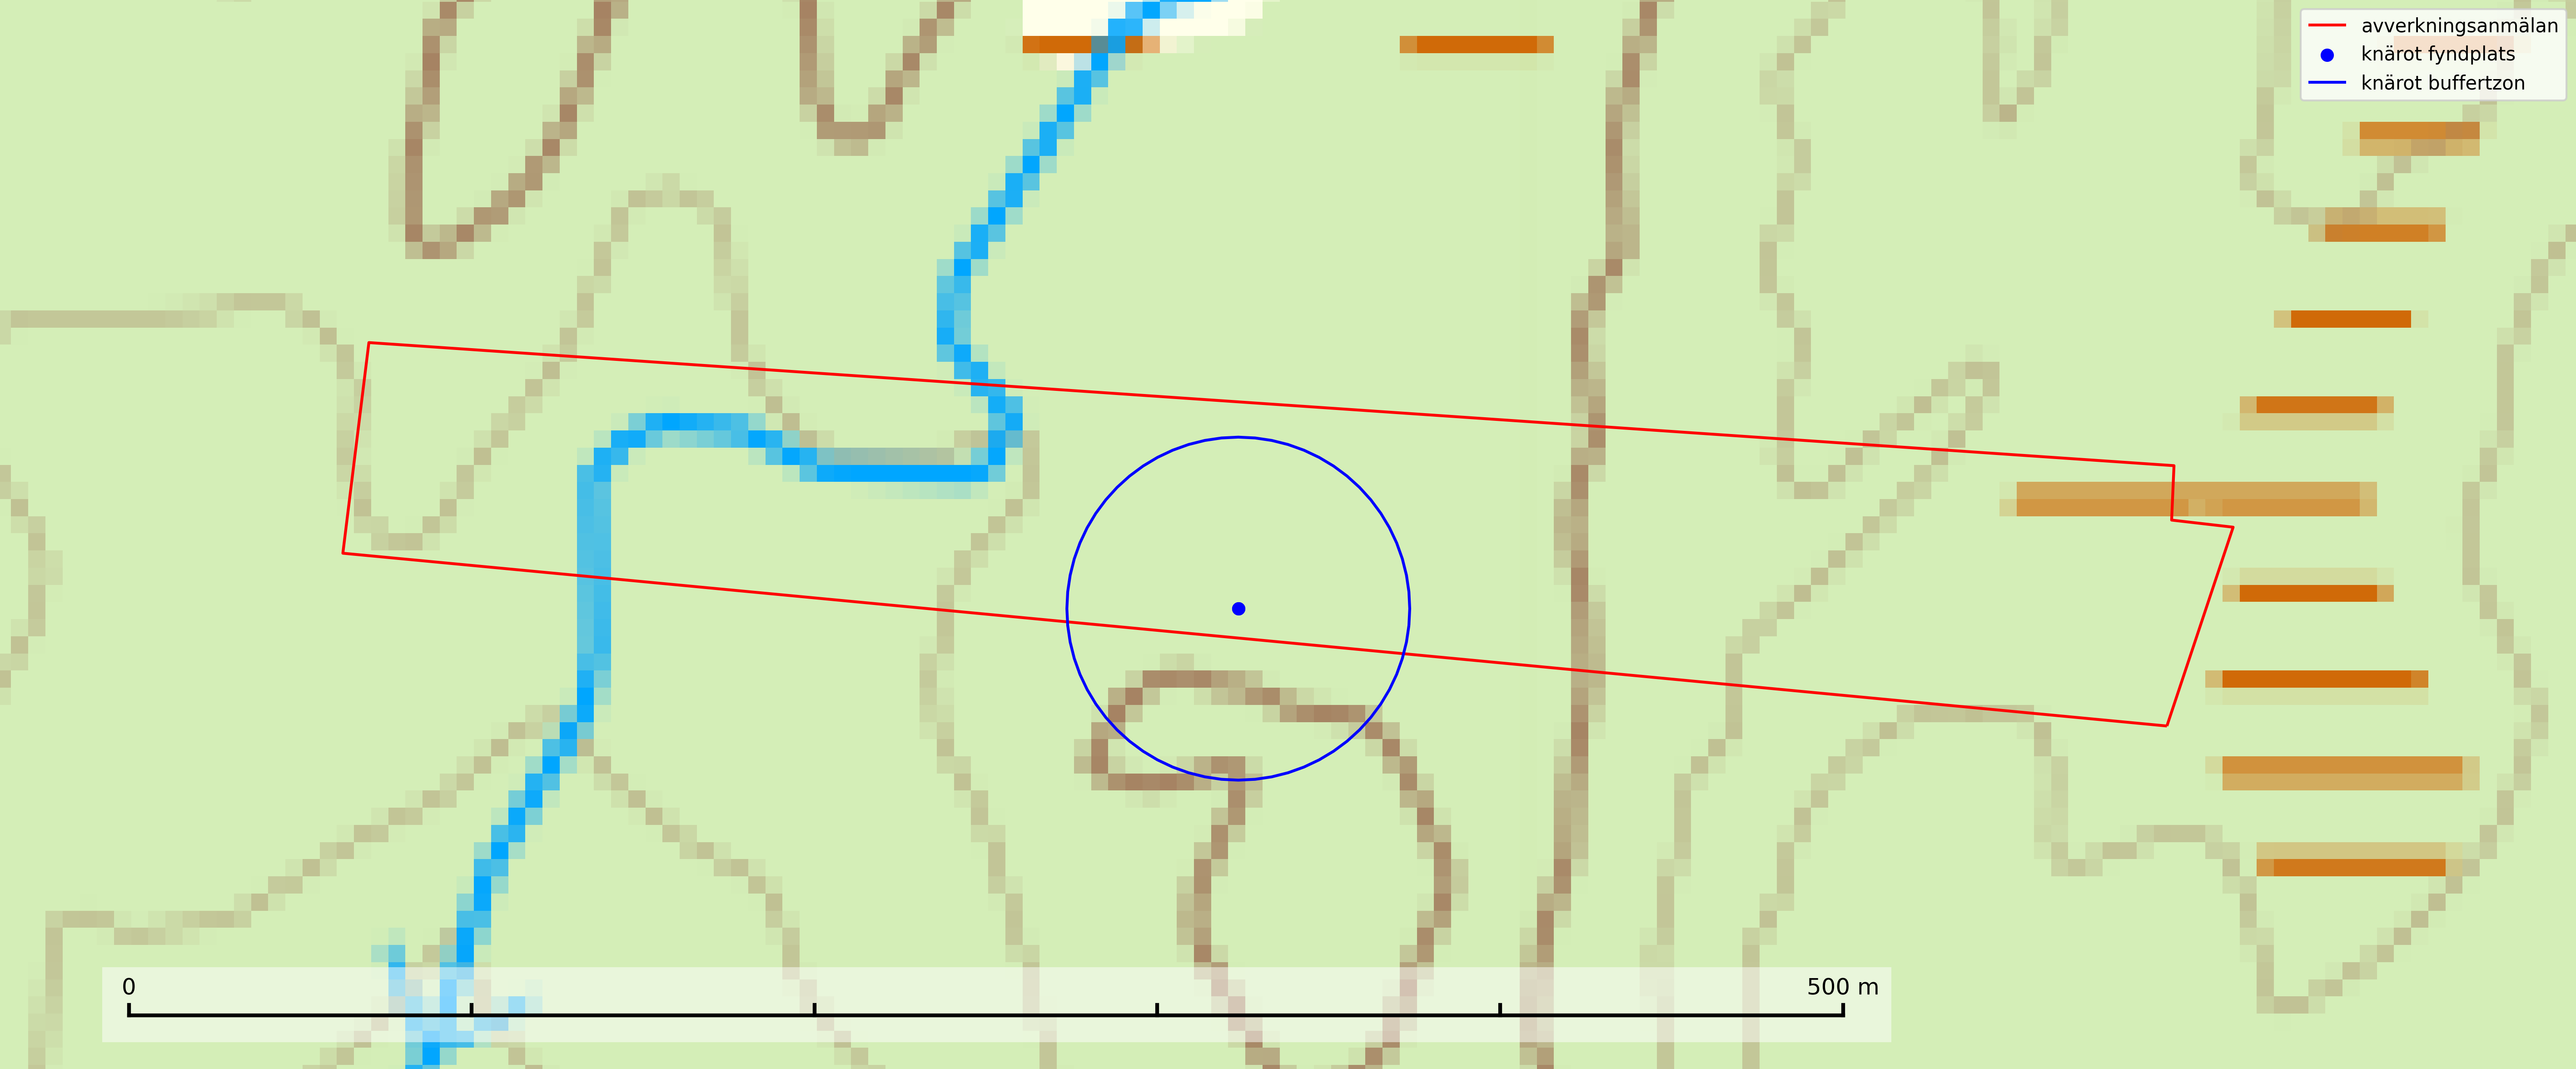 avverkningsanmälan
knärot fyndplats
knärot buffertzon
0 500 m